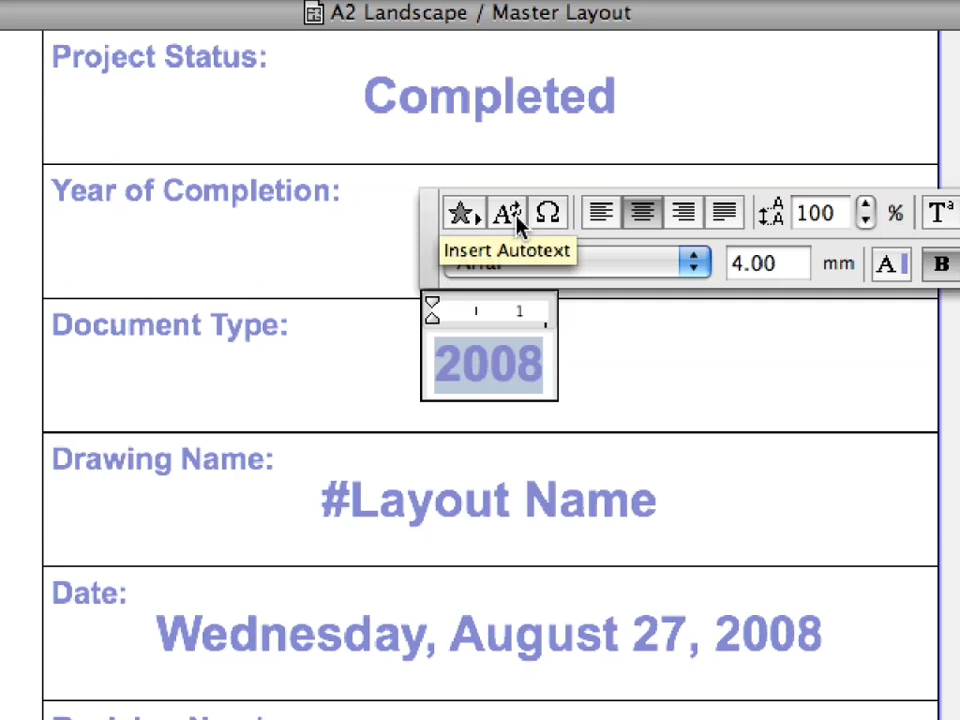 A2 Landscape / Master Layout
Project Status:
Completed
Year of Completion:
Ω 100 %
Insert Autotext
4.00 mm A B
1
Document Type:
2008
Drawing Name:
#Layout Name
Date:
Wednesday, August 27, 2008